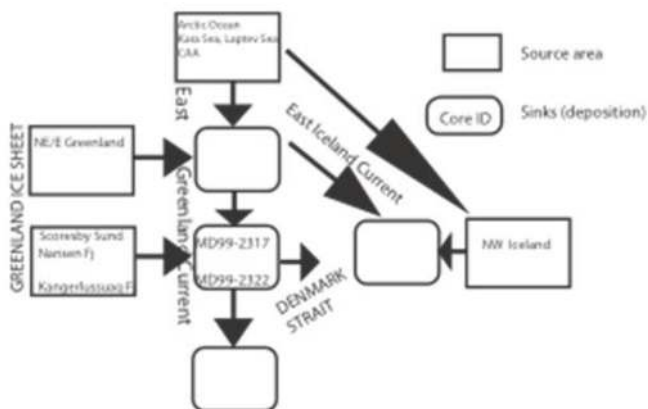 Arctic Ocean
Kara Sea, Laptev Sea
CAA
Source area
Core ID
Sinks (deposition)
East
Greenland Current
East Iceland Current
GREENLAND ICE SHEET
NE/E Greenland
Scoresby Sund
Nansen Fj
Kangerlussuaq F
MD99-2317
MD99-2322
DENMARK
STRAIT
NW Iceland